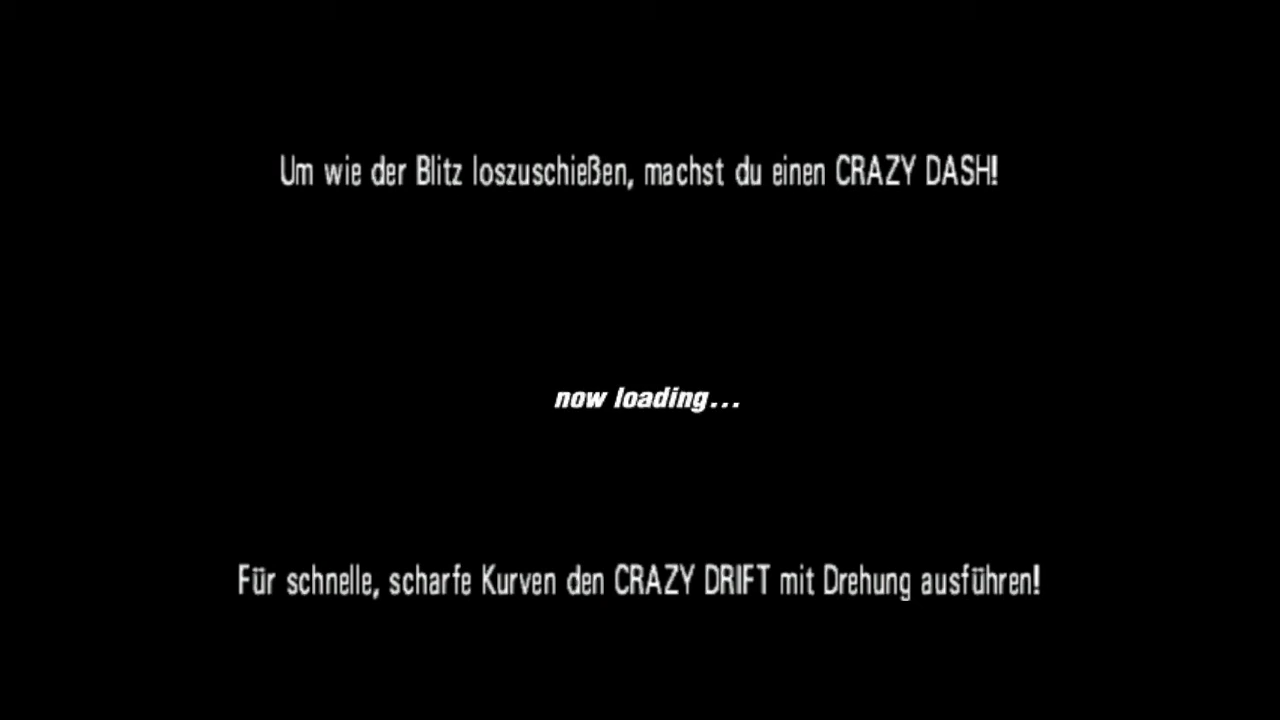 Um wie der Blitz loszuschießen, machst du einen CRAZY DASH!
now loading...
Für schnelle, scharfe Kurven den CRAZY DRIFT mit Drehung ausführen!